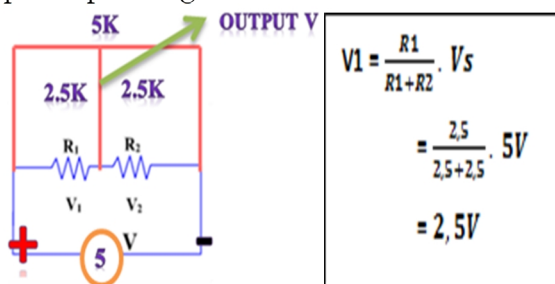 5K
OUTPUT V
2.5K 2.5K
R₁ R₂
V₁ V₂
+ -
5 V
V1 = R1 / R1+R2 . Vs
= 2,5 / 2,5+2,5 . 5V
= 2,5V